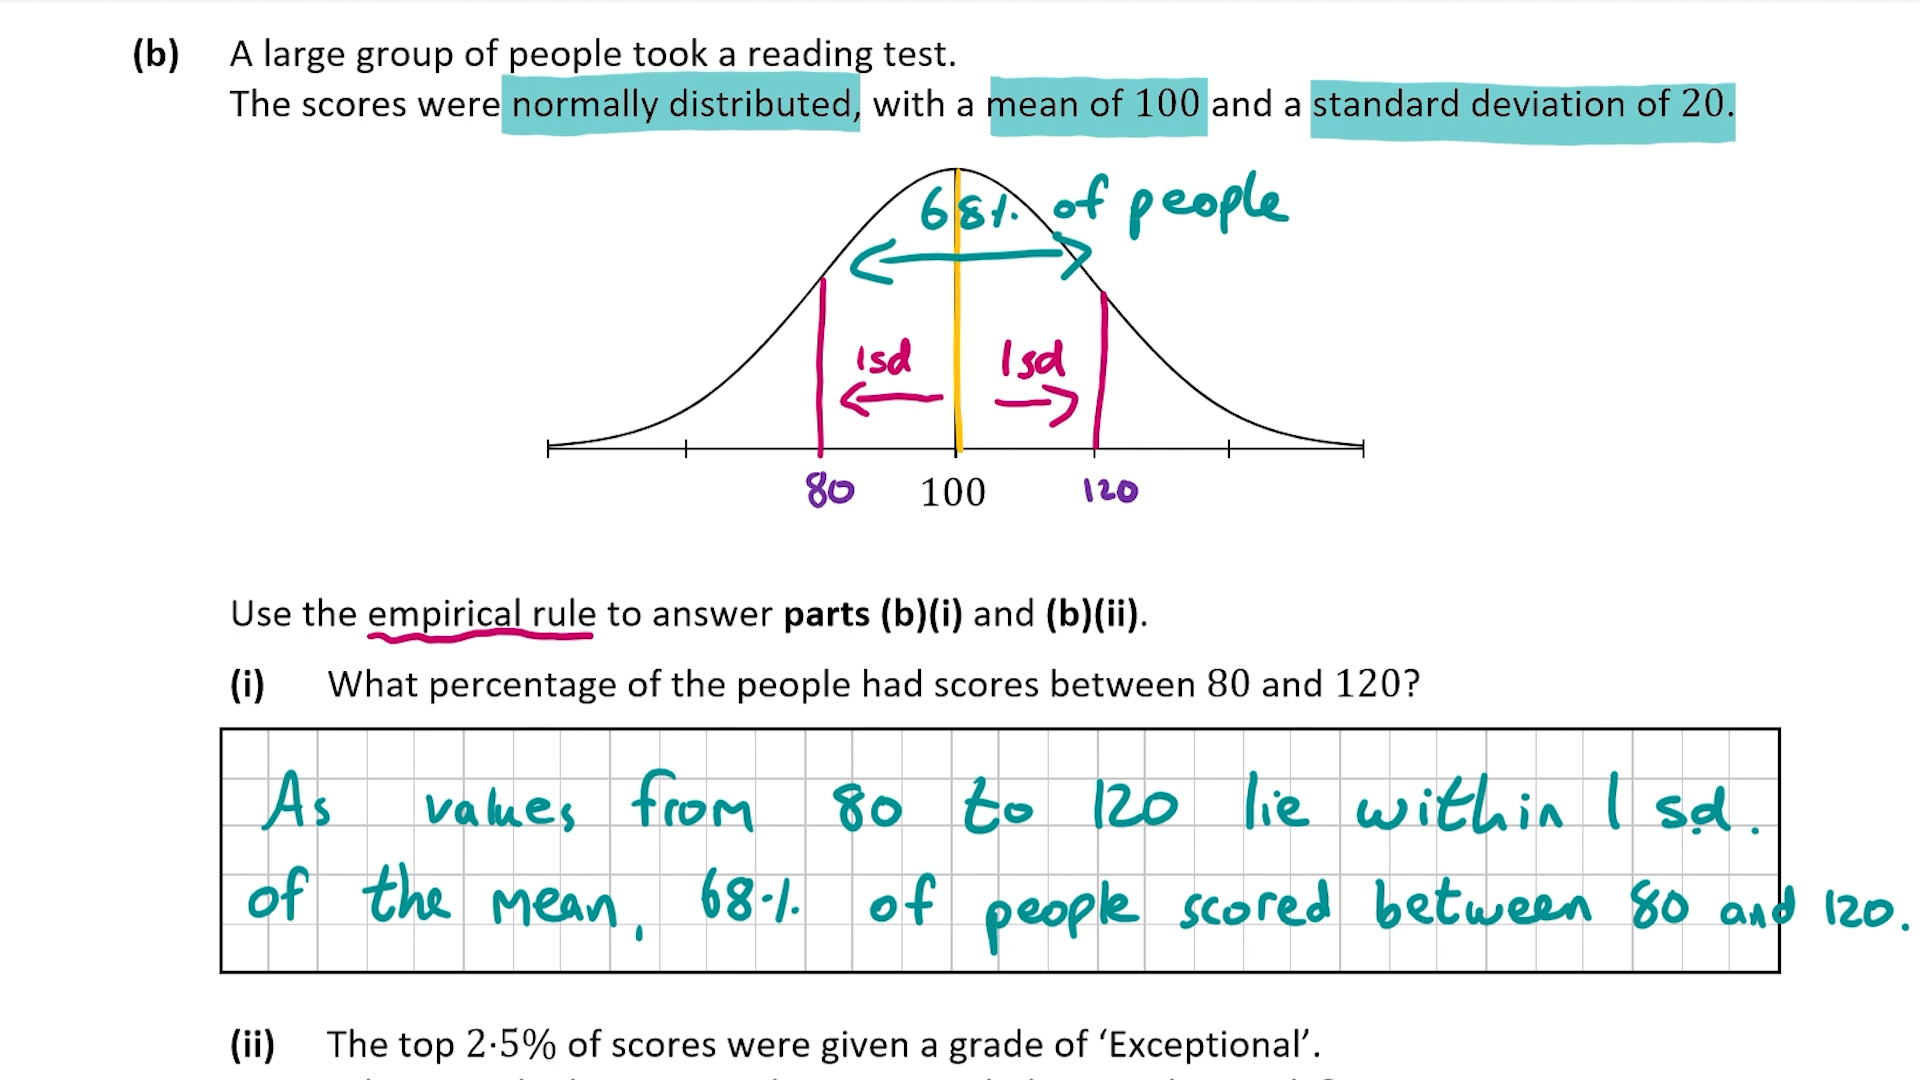 (b) A large group of people took a reading test.
The scores were normally distributed, with a mean of 100 and a standard deviation of 20.
68% of people
1sd 1sd
80 100 120
Use the empirical rule to answer parts (b)(i) and (b)(ii).
(i) What percentage of the people had scores between 80 and 120?
As values from 80 to 120 lie within 1 s.d.
of the mean, 68% of people scored between 80 and 120.
(ii) The top 2·5% of scores were given a grade of ‘Exceptional’.